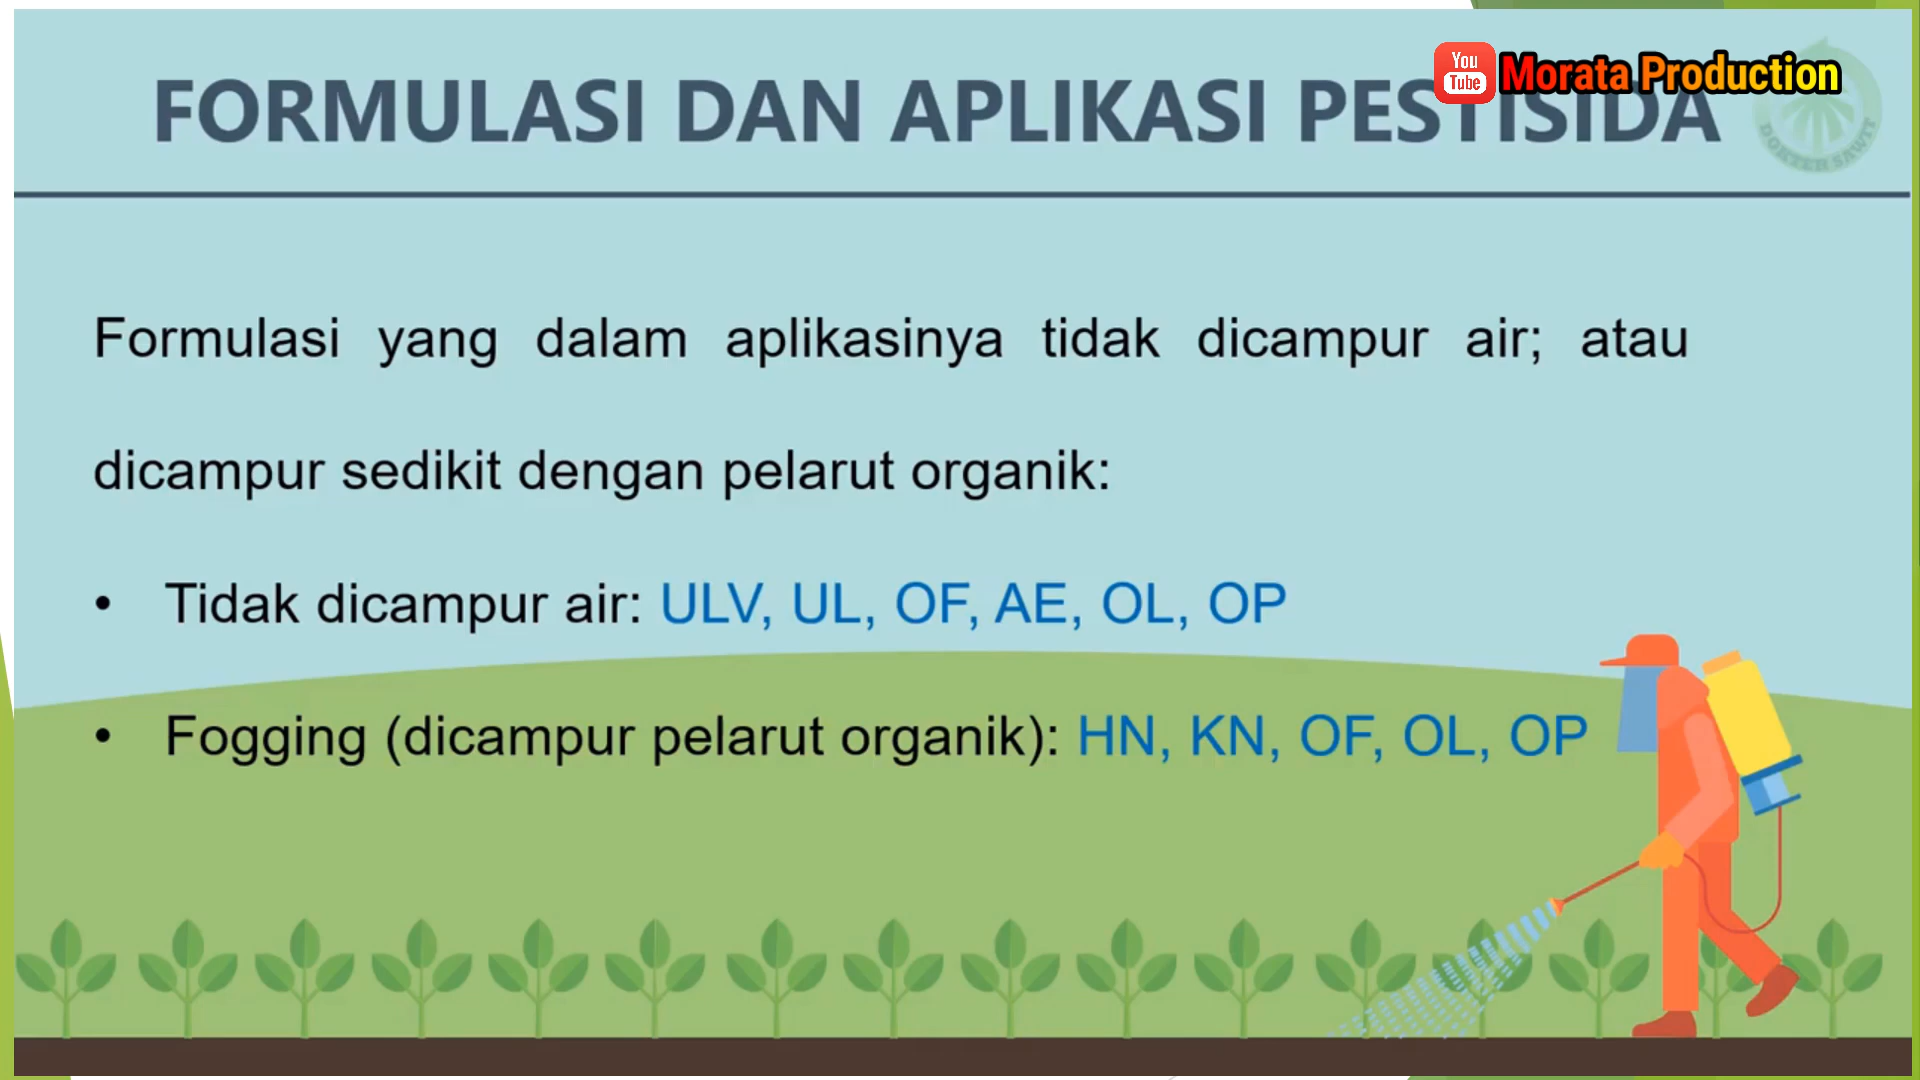 You
Tube
Morata Production
FORMULASI DAN APLIKASI PESTISIDA
DOKTER SAWIT
Formulasi yang dalam aplikasinya tidak dicampur air; atau
dicampur sedikit dengan pelarut organik:
• Tidak dicampur air: ULV, UL, OF, AE, OL, OP
• Fogging (dicampur pelarut organik): HN, KN, OF, OL, OP